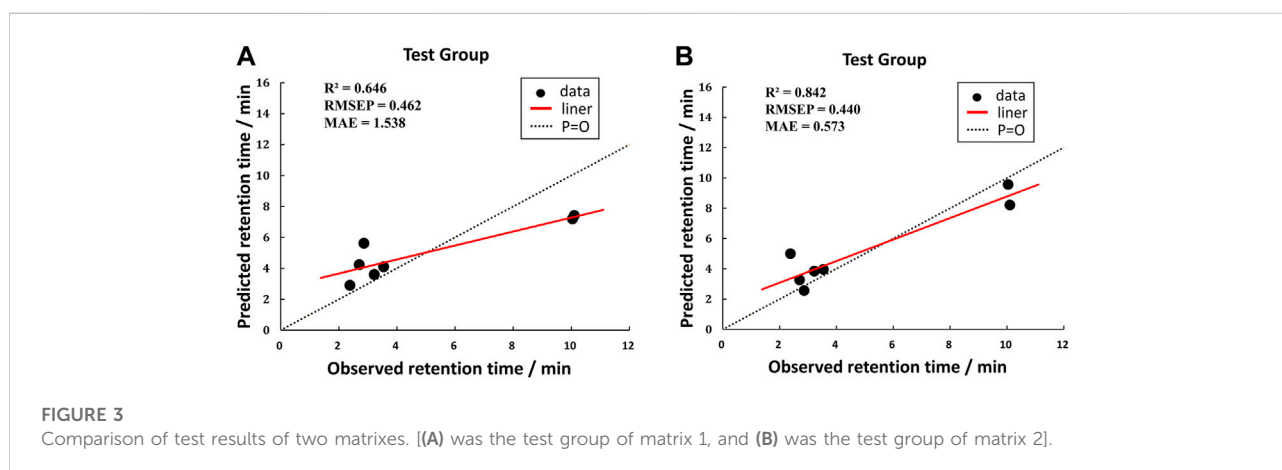 A
Test Group
R² = 0.646
RMSEP = 0.462
MAE = 1.538
data
liner
P=O
Predicted retention time / min
16
14
12
10
8
6
4
2
0
0 2 4 6 8 10 12
Observed retention time / min
B
Test Group
R² = 0.842
RMSEP = 0.440
MAE = 0.573
data
liner
P=O
Predicted retention time / min
16
14
12
10
8
6
4
2
0
0 2 4 6 8 10 12
Observed retention time / min
FIGURE 3
Comparison of test results of two matrixes. [(A) was the test group of matrix 1, and (B) was the test group of matrix 2].